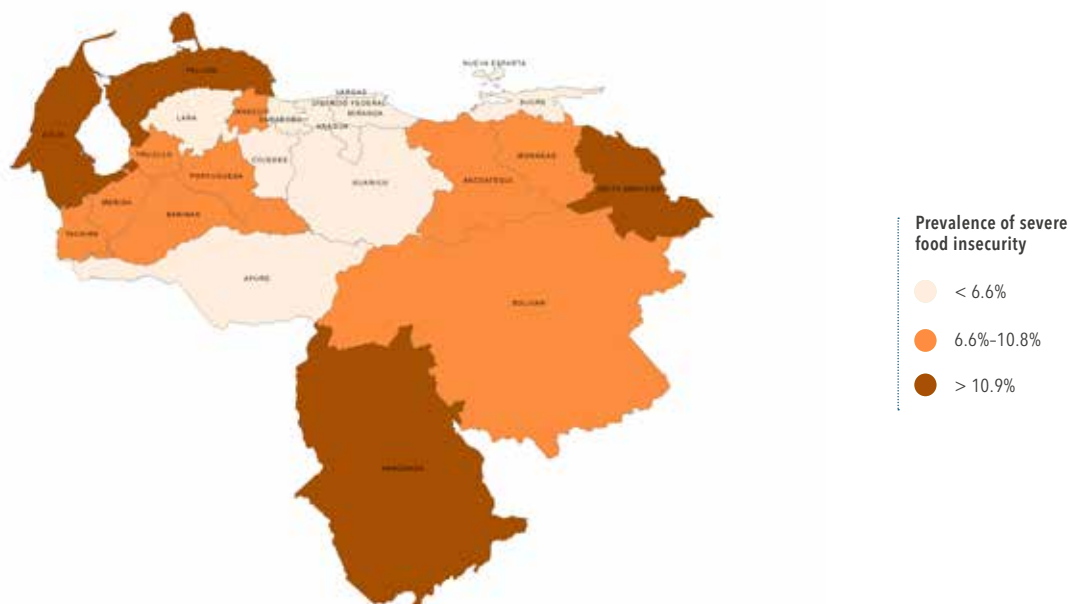 NUEVA ESPARTA
FALCON
VARGAS
DISTRITO FEDERAL
SUCRE
LARA
YARACUY
CARABOBO
MIRANDA
ARAGUA
ZULIA
TRUJILLO
COJEDES
MONAGAS
PORTUGUESA
GUARICO
ANZOATEGUI
DELTA AMACURO
MERIDA
BARINAS
TACHIRA
APURE
BOLIVAR
AMAZONAS
Prevalence of severe
food insecurity
< 6.6%
6.6%–10.8%
> 10.9%